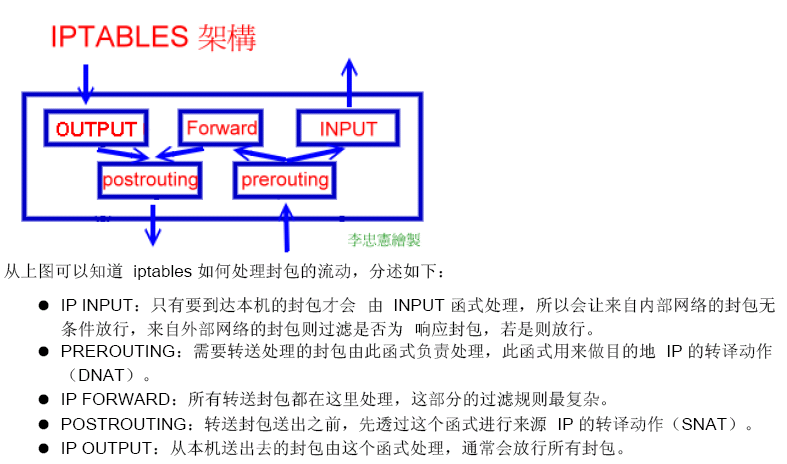 IPTABLES 架構
OUTPUT
Forward
INPUT
postrouting
prerouting
李忠憲繪製
从上图可以知道 iptables 如何处理封包的流动，分述如下：
● IP INPUT：只有要到达本机的封包才会 由 INPUT 函式处理，所以会让来自内部网络的封包无
条件放行，来自外部网络的封包则过滤是否为 响应封包，若是则放行。
● PREROUTING：需要转送处理的封包由此函式负责处理，此函式用来做目的地 IP 的转译动作
（DNAT）。
● IP FORWARD：所有转送封包都在这里处理，这部分的过滤规则最复杂。
● POSTROUTING：转送封包送出之前，先透过这个函式进行来源 IP 的转译动作（SNAT）。
● IP OUTPUT：从本机送出去的封包由这个函式处理，通常会放行所有封包。